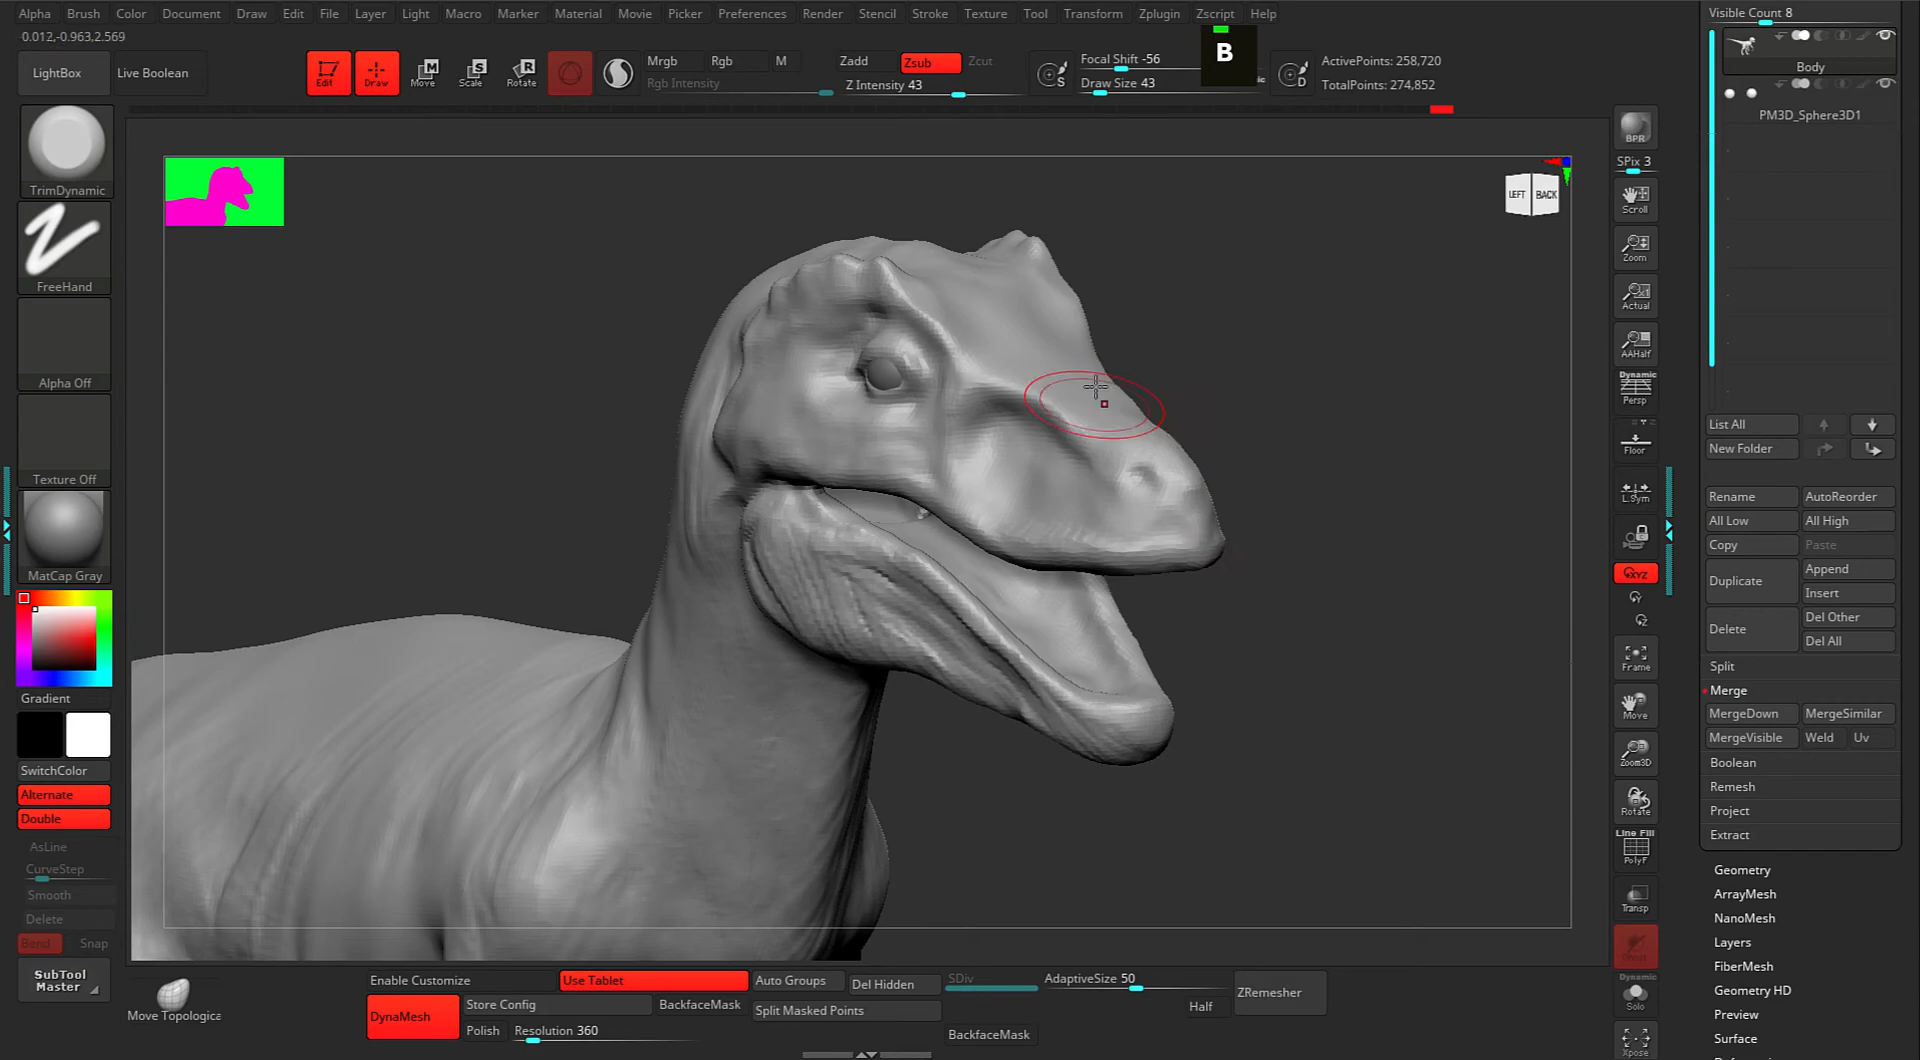 Alpha Brush Color Document Draw Edit File Layer Light Macro Marker Material Movie Picker Preferences Render Stencil Stroke Texture Tool Transform Zplugin Zscript Help
-0.012,-0.963,2.569
LightBox
Live Boolean
Edit
Draw
M
Move
S
Scale
R
Rotate
Mrgb
Rgb
M
Rgb Intensity
Zadd
Zsub
Zcut
Z Intensity 43
S
Focal Shift -56
Draw Size 43
B
D
ActivePoints: 258,720
TotalPoints: 274,852
TrimDynamic
FreeHand
Alpha Off
Texture Off
MatCap Gray
Gradient
SwitchColor
Alternate
Double
AsLine
CurveStep
Smooth
Delete
Bend
Snap
SubTool
Master
Move Topologica
LEFT
BACK
BPR
SPix 3
Scroll
Zoom
Actual
AAHalf
Dynamic
Persp
Floor
L.Sym
XYZ
Y
Z
Frame
Move
Zoom3D
Rotate
Line Fill
PolyF
Transp
Ghost
Dynamic
Solo
Xpose
Enable Customize
Use Tablet
Auto Groups
Del Hidden
SDiv
AdaptiveSize 50
DynaMesh
Store Config
BackfaceMask
Split Masked Points
Half
ZRemesher
Polish
Resolution 360
BackfaceMask
Visible Count 8
Body
PM3D_Sphere3D1
List All
New Folder
Rename
AutoReorder
All Low
All High
Copy
Paste
Duplicate
Append
Insert
Delete
Del Other
Del All
Split
Merge
MergeDown
MergeSimilar
MergeVisible
Weld
Uv
Boolean
Remesh
Project
Extract
Geometry
ArrayMesh
NanoMesh
Layers
FiberMesh
Geometry HD
Preview
Surface